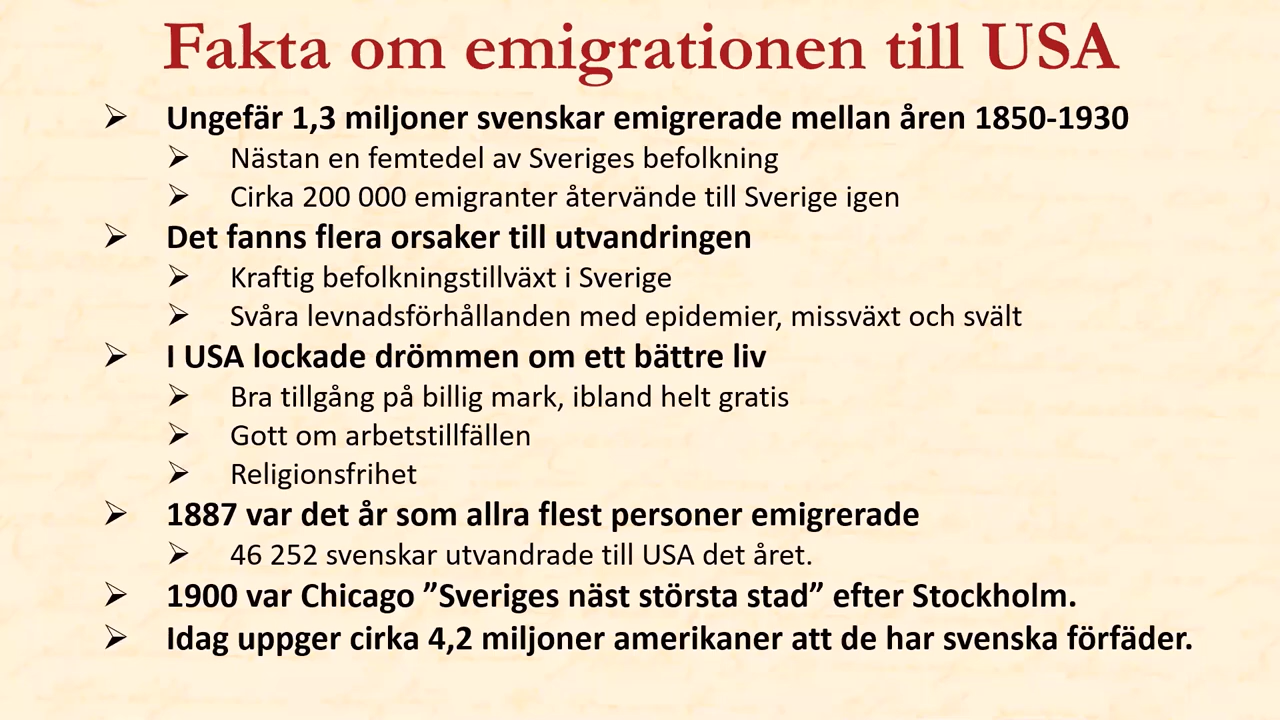 Fakta om emigrationen till USA
➢ Ungefär 1,3 miljoner svenskar emigrerade mellan åren 1850-1930
➢ Nästan en femtedel av Sveriges befolkning
➢ Cirka 200 000 emigranter återvände till Sverige igen
➢ Det fanns flera orsaker till utvandringen
➢ Kraftig befolkningstillväxt i Sverige
➢ Svåra levnadsförhållanden med epidemier, missväxt och svält
➢ I USA lockade drömmen om ett bättre liv
➢ Bra tillgång på billig mark, ibland helt gratis
➢ Gott om arbetstillfällen
➢ Religionsfrihet
➢ 1887 var det år som allra flest personer emigrerade
➢ 46 252 svenskar utvandrade till USA det året.
➢ 1900 var Chicago ”Sveriges näst största stad” efter Stockholm.
➢ Idag uppger cirka 4,2 miljoner amerikaner att de har svenska förfäder.